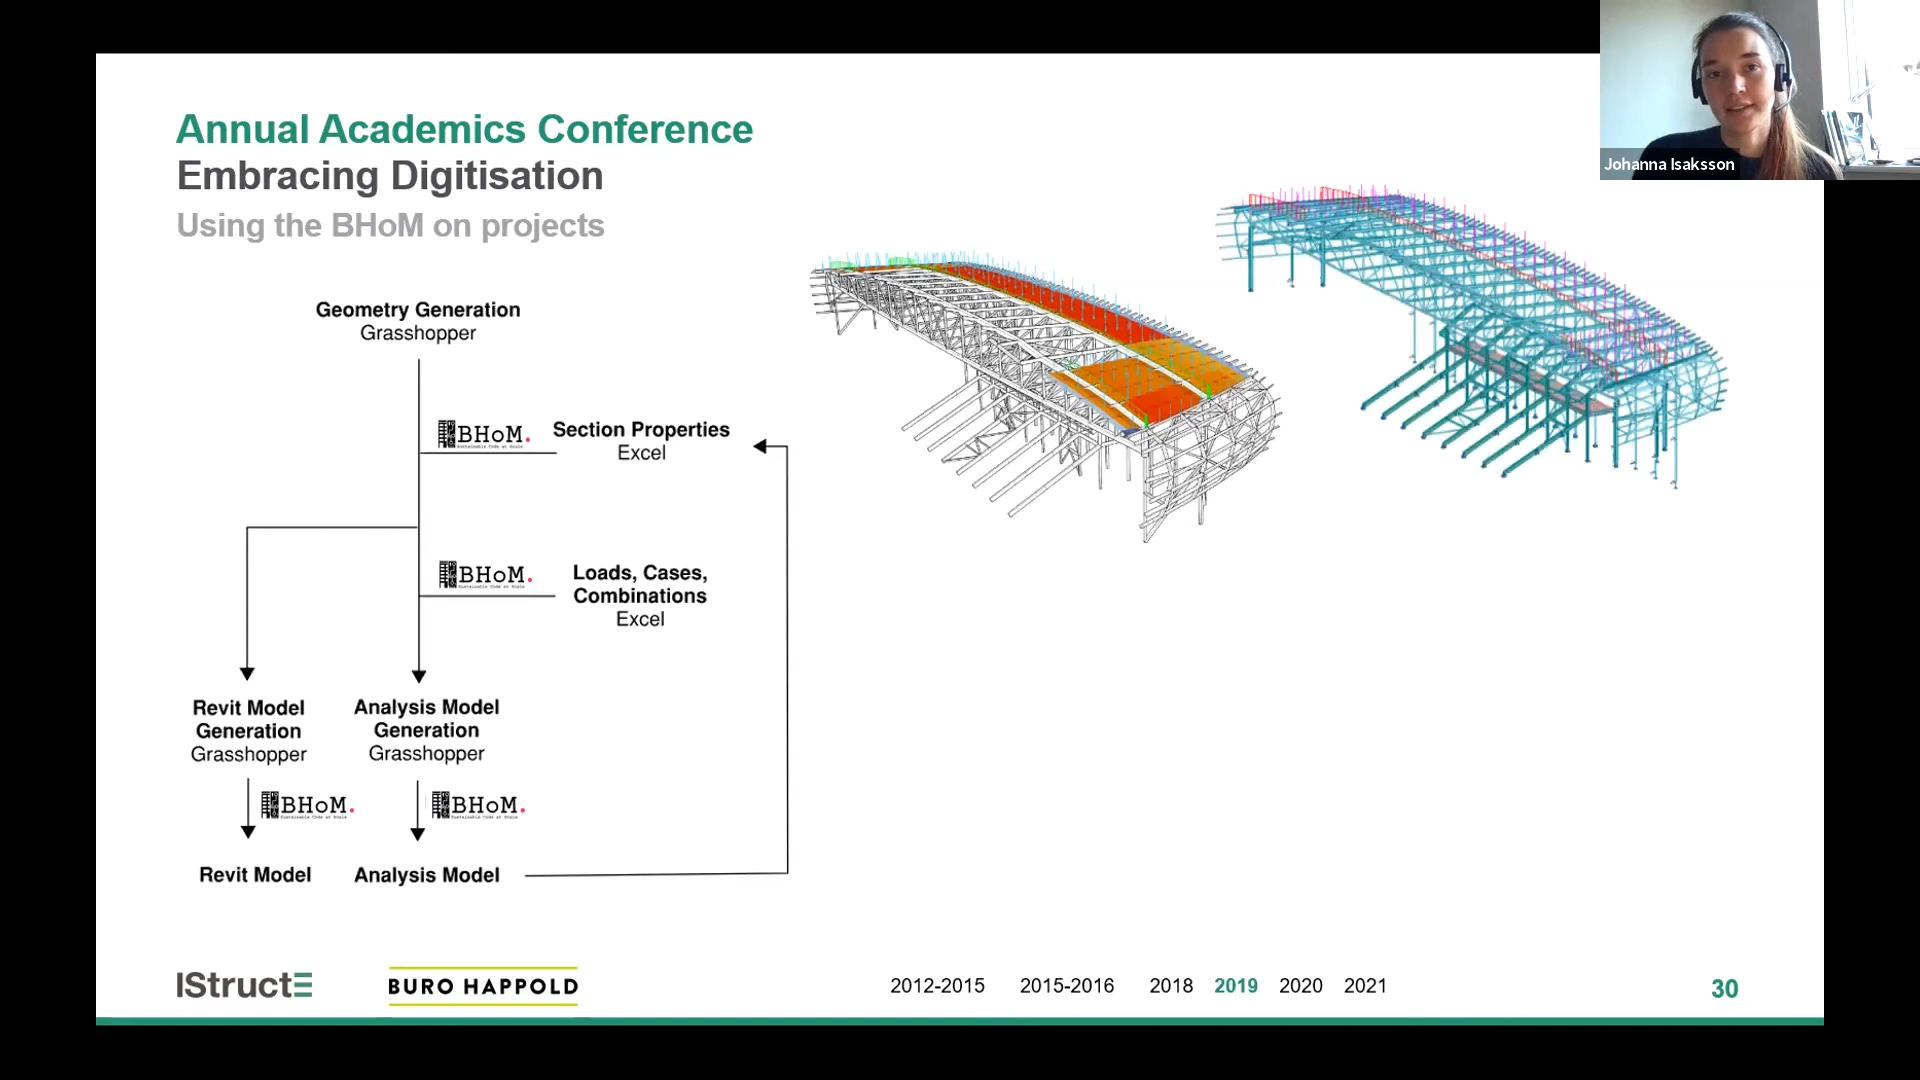 Johanna Isaksson
Annual Academics Conference
Embracing Digitisation
Using the BHoM on projects
Geometry Generation
Grasshopper
BHoM.
Section Properties
Excel
BHoM.
Loads, Cases,
Combinations
Excel
Revit Model
Generation
Grasshopper
Analysis Model
Generation
Grasshopper
BHoM.
BHoM.
Revit Model
Analysis Model
IStructE
BURO HAPPOLD
2012-2015 2015-2016 2018 2019 2020 2021
30